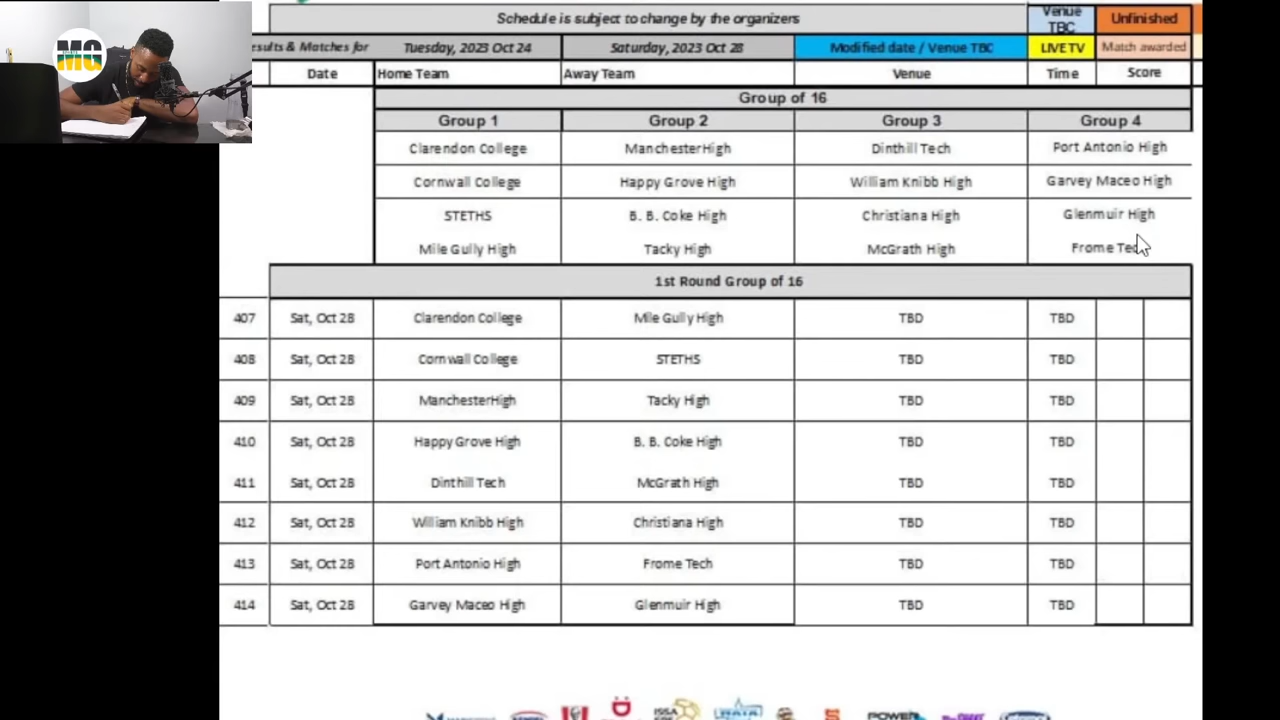 MG
Schedule is subject to change by the organizers
Venue TBC
Unfinished
esults & Matches for
Tuesday, 2023 Oct 24
Saturday, 2023 Oct 28
Modified date / Venue TBC
LIVE TV
Match awarded
Date
Home Team
Away Team
Venue
Time
Score
Group of 16
Group 1 Group 2 Group 3 Group 4
Clarendon College ManchesterHigh Dinthill Tech Port Antonio High
Cornwall College Happy Grove High William Knibb High Garvey Maceo High
STETHS B. B. Coke High Christiana High Glenmuir High
Mile Gully High Tacky High McGrath High Frome Tec
1st Round Group of 16
407 Sat, Oct 28 Clarendon College Mile Gully High TBD TBD
408 Sat, Oct 28 Cornwall College STETHS TBD TBD
409 Sat, Oct 28 ManchesterHigh Tacky High TBD TBD
410 Sat, Oct 28 Happy Grove High B. B. Coke High TBD TBD
411 Sat, Oct 28 Dinthill Tech McGrath High TBD TBD
412 Sat, Oct 28 William Knibb High Christiana High TBD TBD
413 Sat, Oct 28 Port Antonio High Frome Tech TBD TBD
414 Sat, Oct 28 Garvey Maceo High Glenmuir High TBD TBD
ISSA
POWER